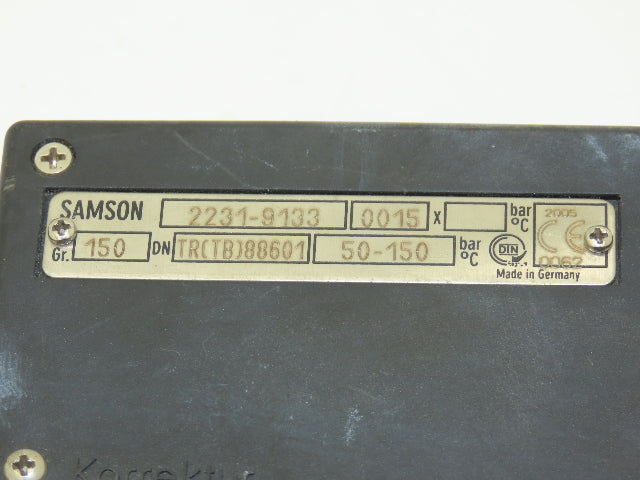 SAMSON 2231-9133 0015 x bar °C 2005 CE 0062
Gr. 150 DN TR(TB)88601 50-150 bar °C DIN
Made in Germany
Korrektur